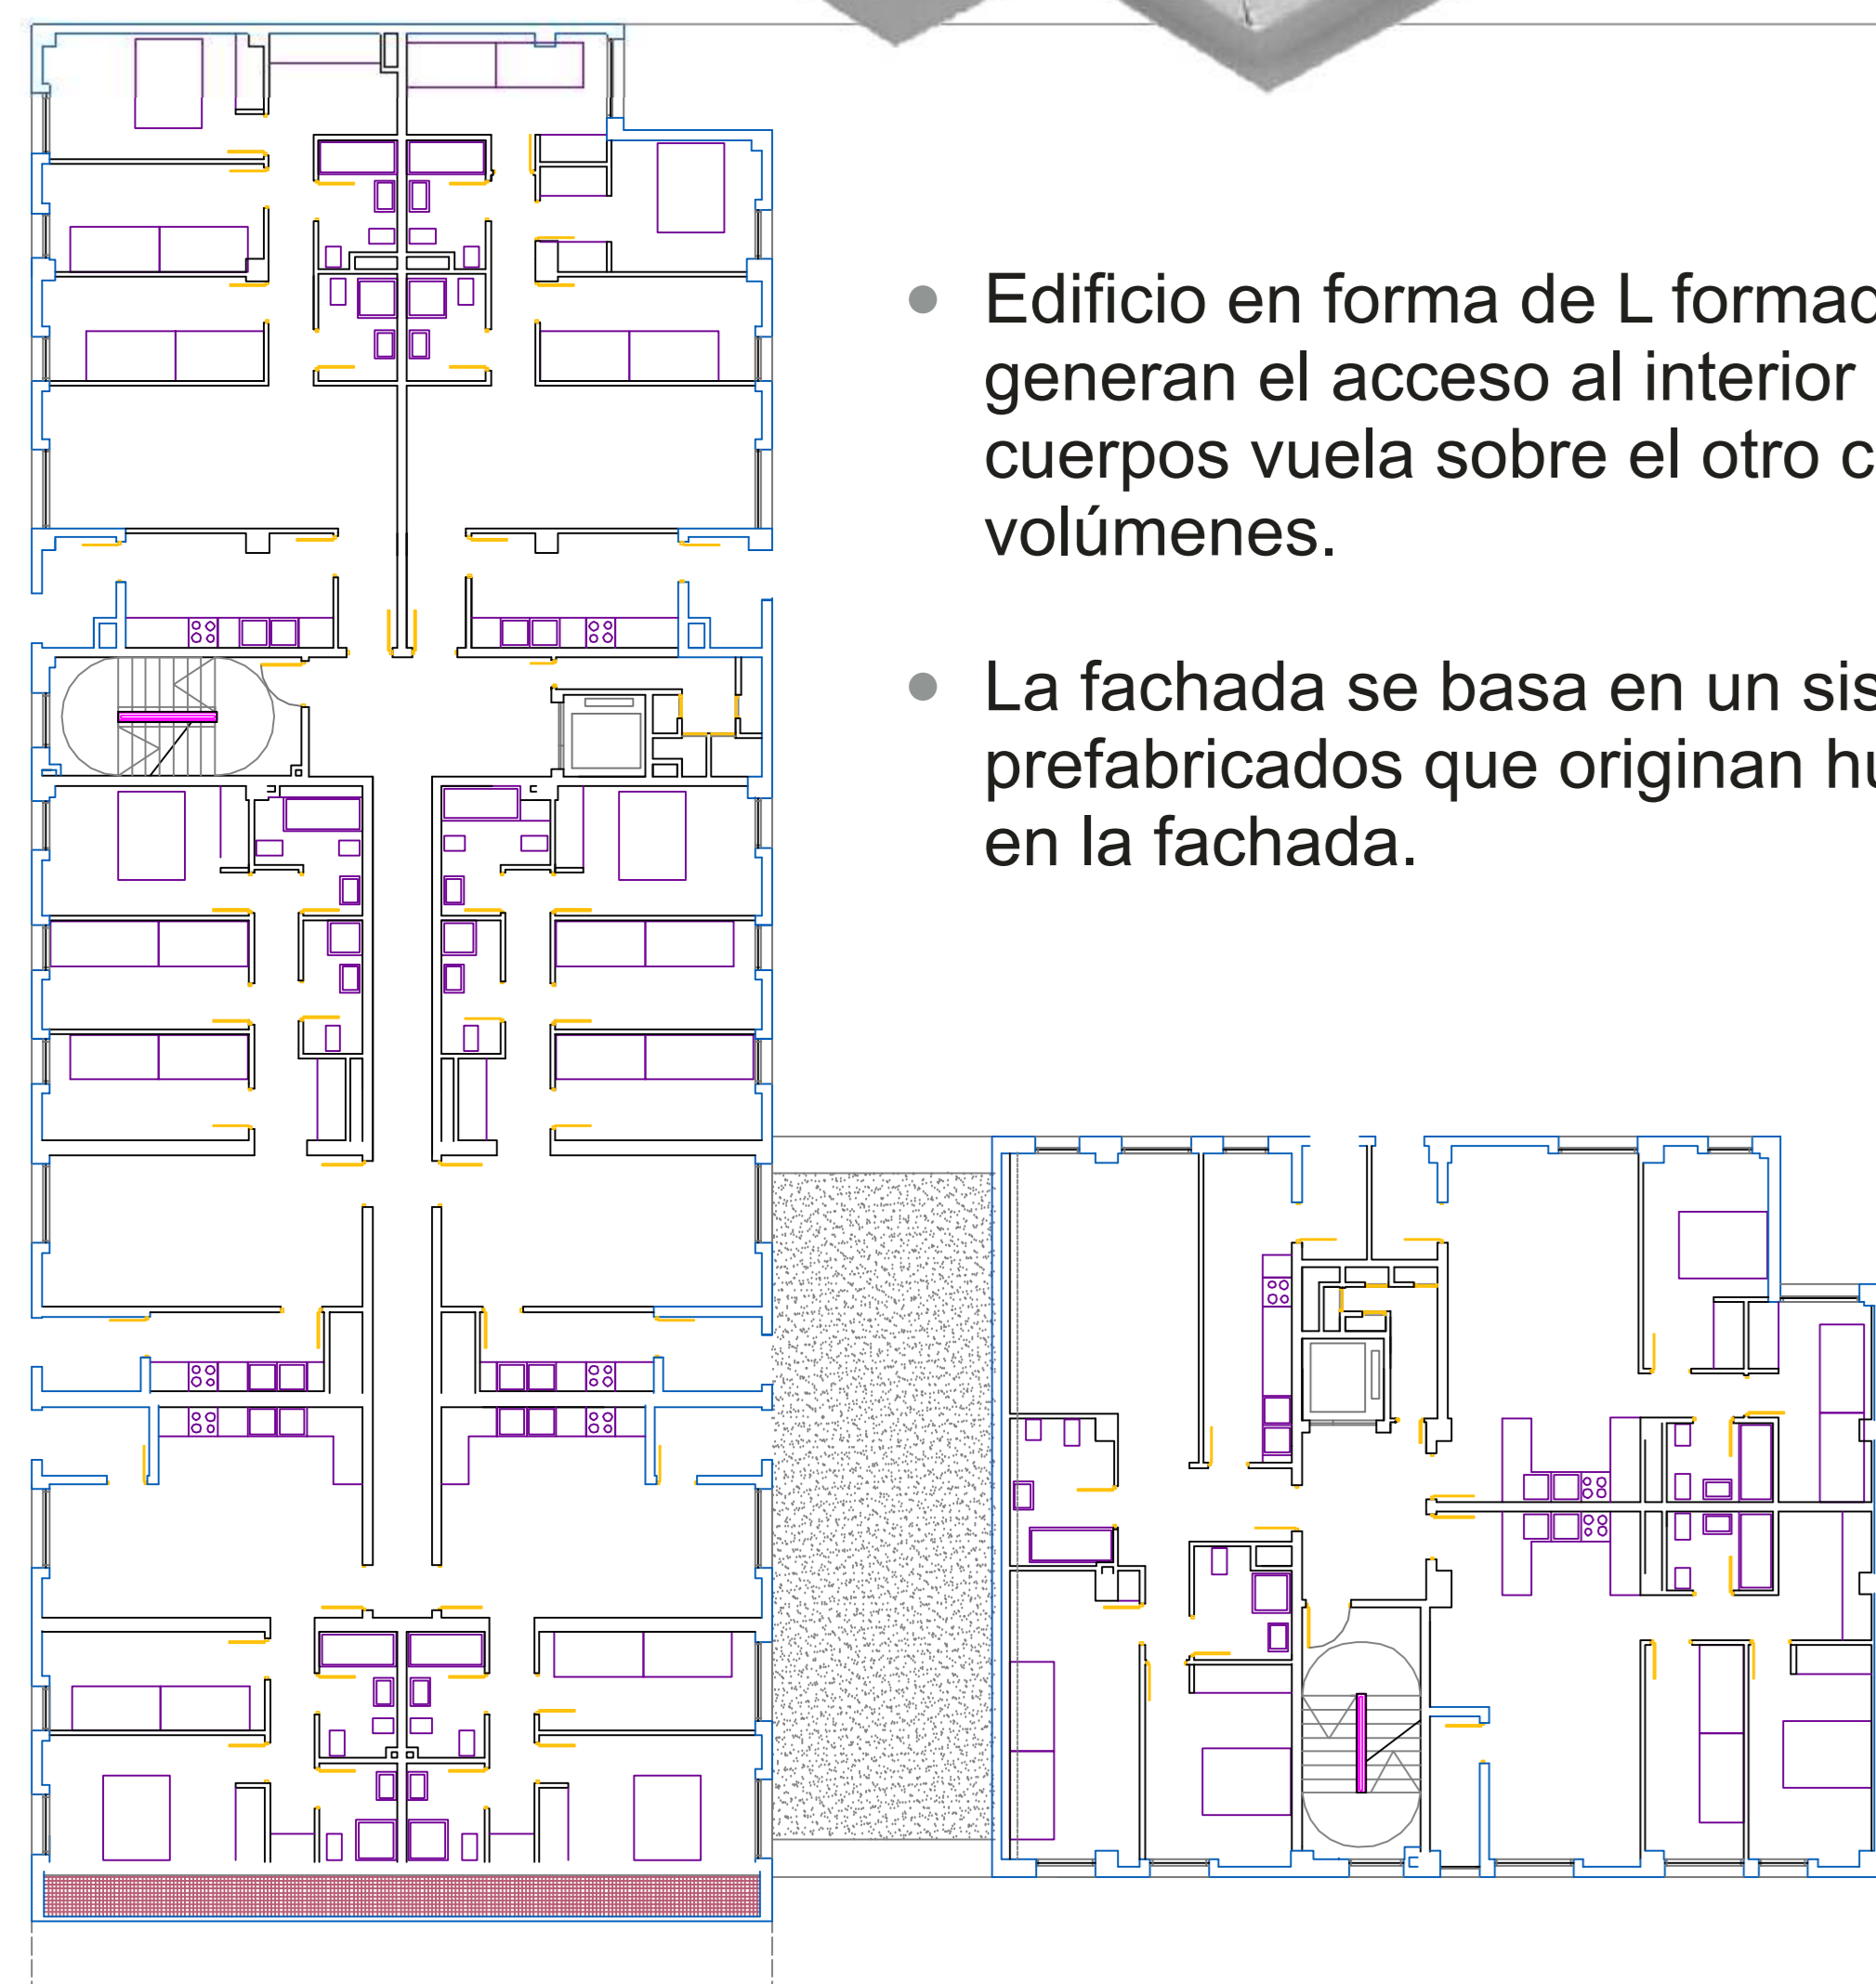 • Edificio en forma de L formad
generan el acceso al interior
cuerpos vuela sobre el otro c
volúmenes.
• La fachada se basa en un sis
prefabricados que originan hu
en la fachada.